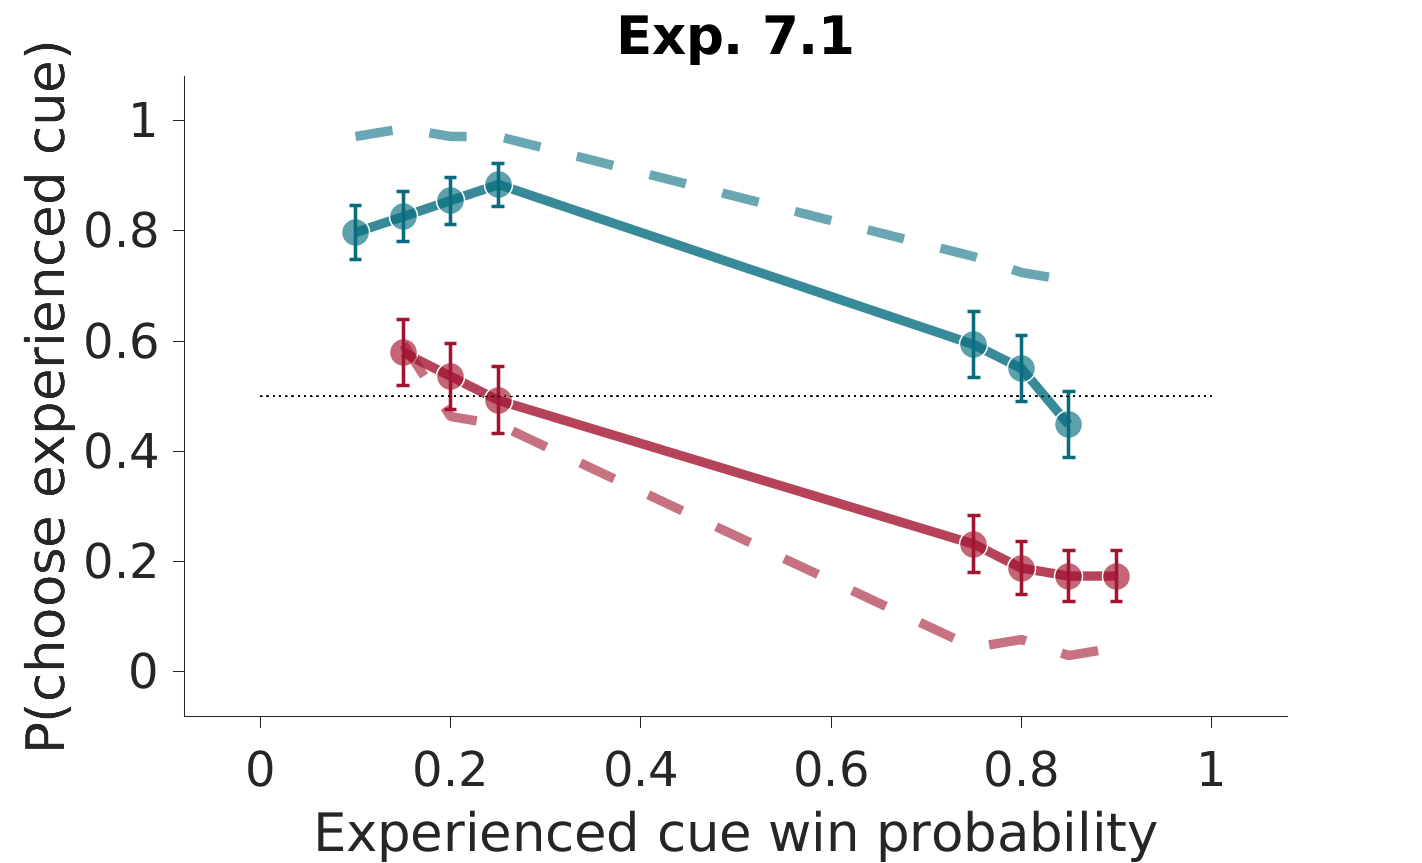 Exp. 7.1
P(choose experienced cue)
1
0.8
0.6
0.4
0.2
0
0 0.2 0.4 0.6 0.8 1
Experienced cue win probability